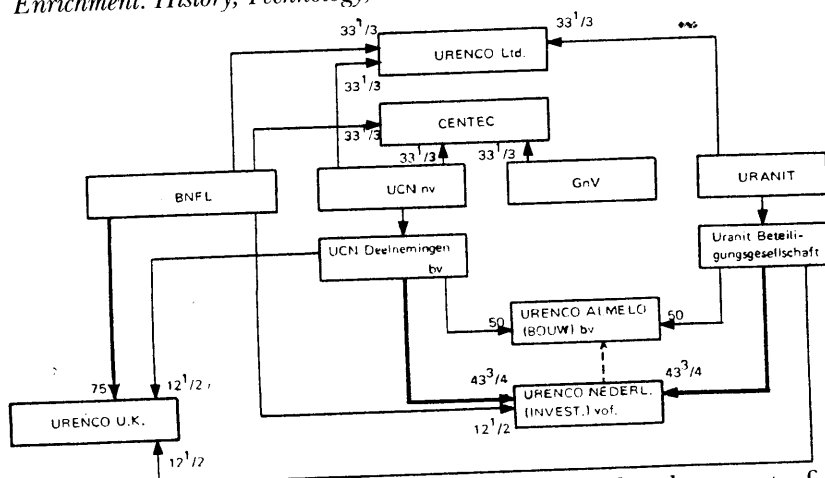 Enrichment: History, Technology,
33 1/3
33 1/3
URENCO Ltd.
33 1/3
CENTEC
33 1/3
33 1/3
33 1/3
BNFL
UCN nv
GnV
URANIT
UCN Deelnemingen
bv
Uranit Beteili-
gungsgesellschaft
50
URENCO ALMELO
(BOUW) bv
50
75
12 1/2
43 3/4
URENCO NEDERL.
(INVEST.) vof.
43 3/4
12 1/2
URENCO U.K.
12 1/2